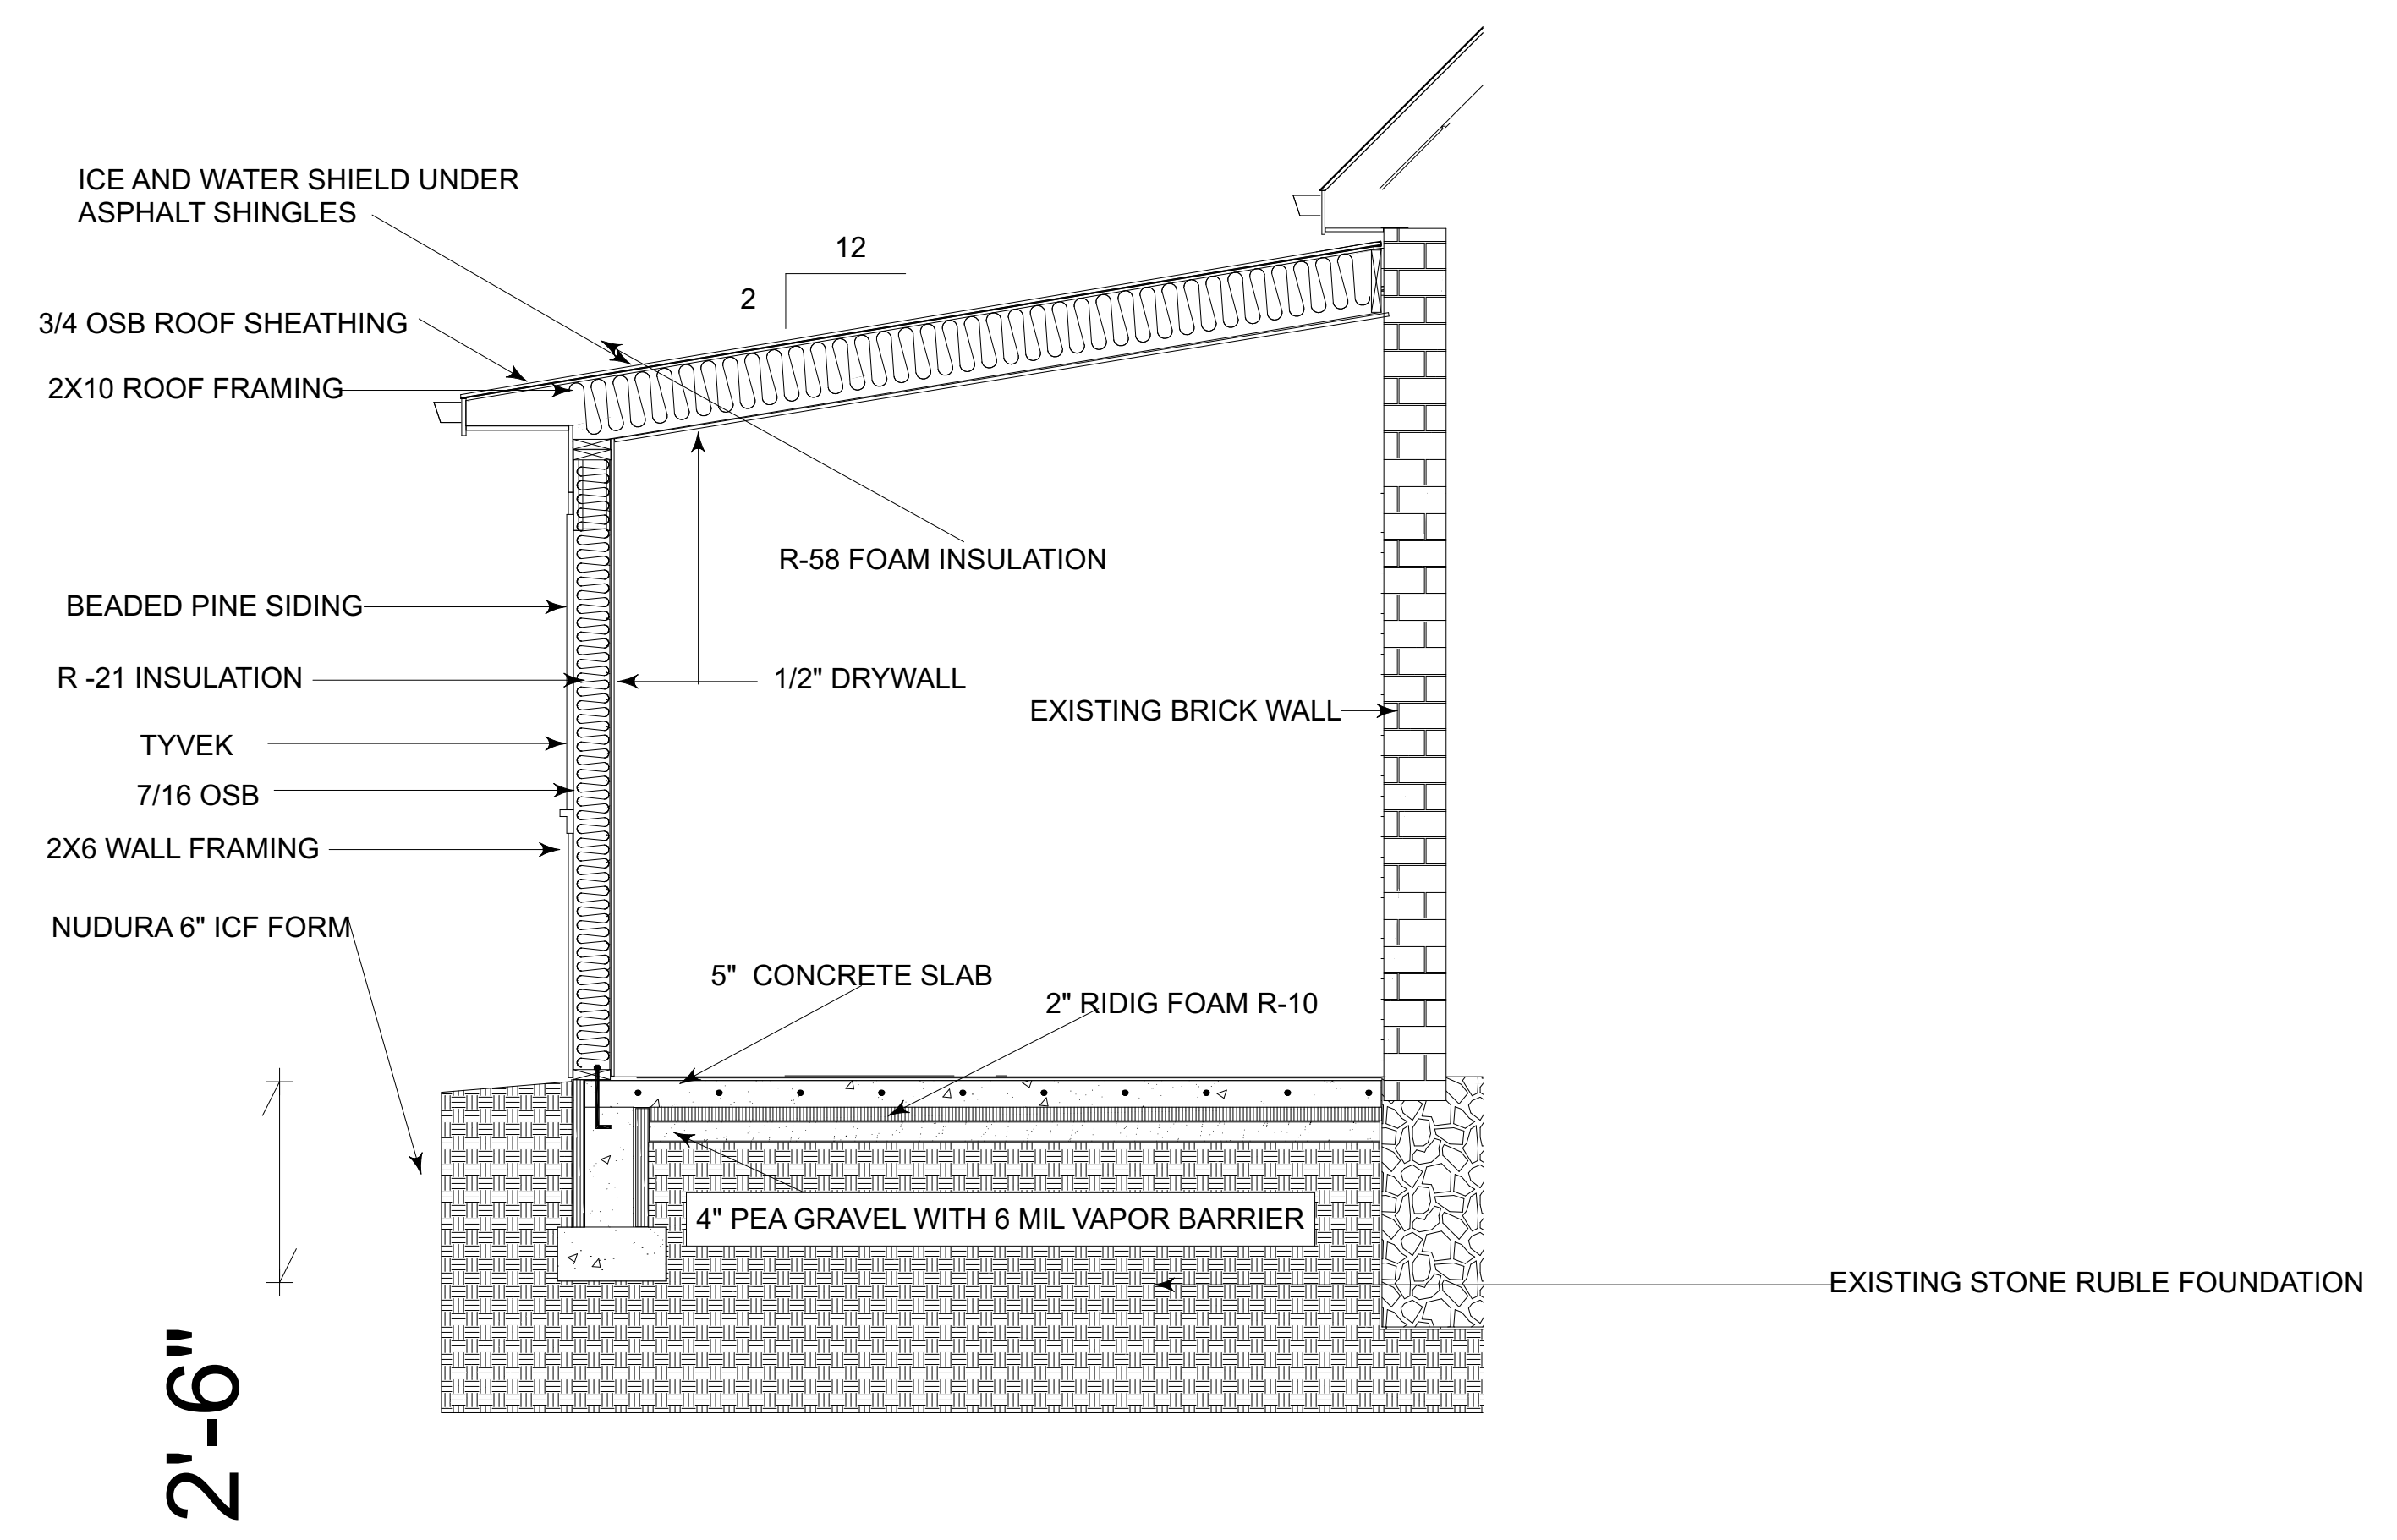 ICE AND WATER SHIELD UNDER
ASPHALT SHINGLES
12
2
3/4 OSB ROOF SHEATHING
2X10 ROOF FRAMING
R-58 FOAM INSULATION
BEADED PINE SIDING
R -21 INSULATION
1/2" DRYWALL
EXISTING BRICK WALL
TYVEK
7/16 OSB
2X6 WALL FRAMING
NUDURA 6" ICF FORM
5" CONCRETE SLAB
2" RIDIG FOAM R-10
4" PEA GRAVEL WITH 6 MIL VAPOR BARRIER
EXISTING STONE RUBLE FOUNDATION
2'-6"